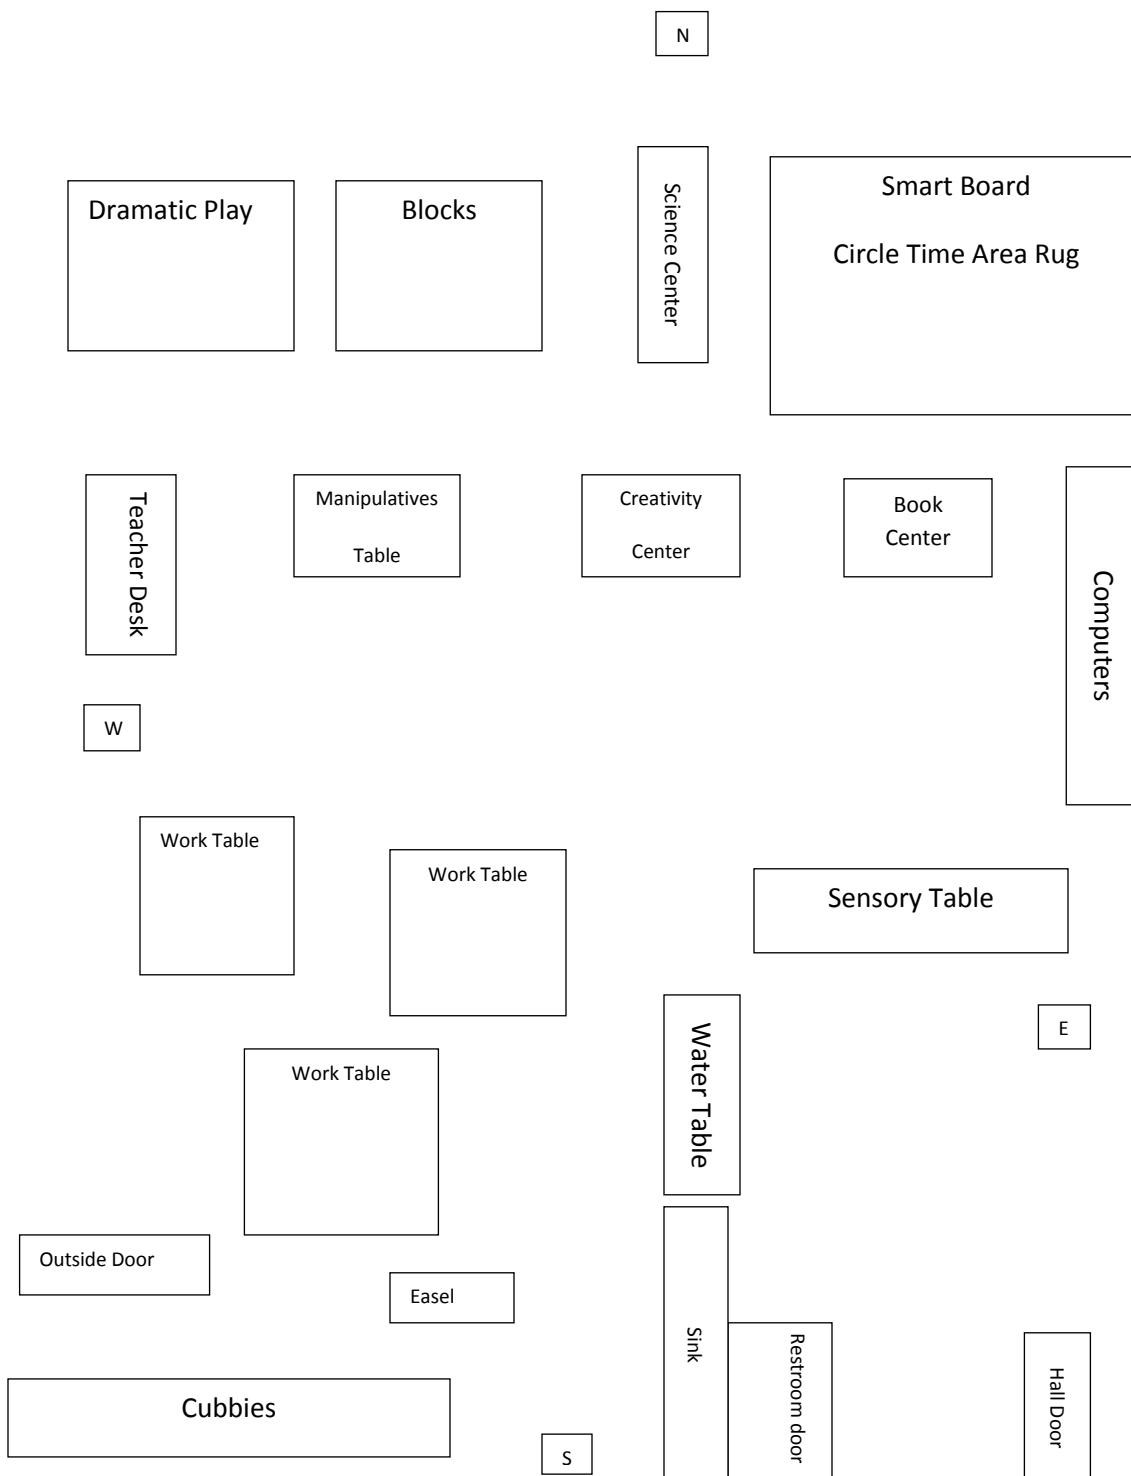 N
Dramatic Play
Blocks
Science Center
Smart Board
Circle Time Area Rug
Teacher Desk
Manipulatives
Table
Creativity
Center
Book
Center
Computers
W
Work Table
Work Table
Sensory Table
Water Table
E
Work Table
Outside Door
Easel
Sink
Restroom door
Hall Door
Cubbies
S